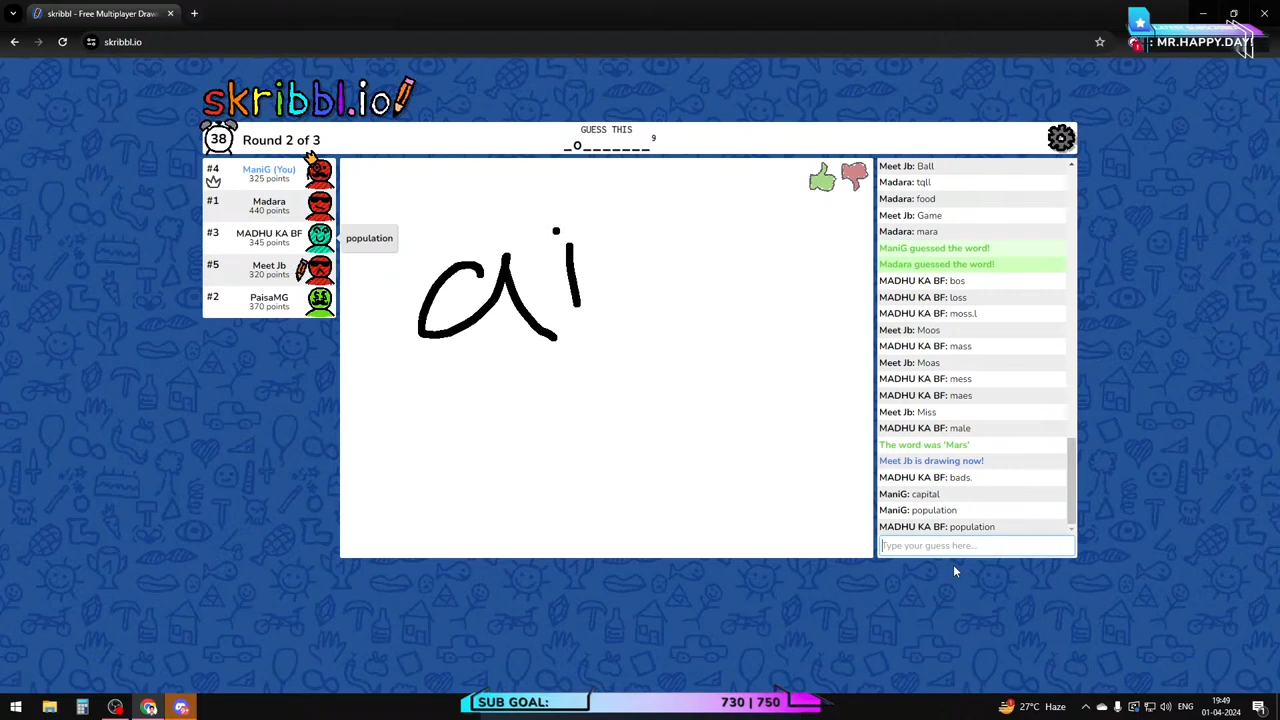 skribbl - Free Multiplayer Draw
skribbl.io
1 : MR.HAPPY.DAY!
skribbl.io
38 Round 2 of 3
GUESS THIS
_o_______ 9
#4 ManiG (You)
325 points
#1 Madara
440 points
#3 MADHU KA BF
345 points
population
#5 Meet Jb
320 points
#2 PaisaMG
370 points
ai
Meet Jb: Ball
Madara: tqll
Madara: food
Meet Jb: Game
Madara: mara
ManiG guessed the word!
Madara guessed the word!
MADHU KA BF: bos
MADHU KA BF: loss
MADHU KA BF: moss.l
Meet Jb: Moos
MADHU KA BF: mass
Meet Jb: Moas
MADHU KA BF: mess
MADHU KA BF: maes
Meet Jb: Miss
MADHU KA BF: male
The word was 'Mars'
Meet Jb is drawing now!
MADHU KA BF: bads.
ManiG: capital
ManiG: population
MADHU KA BF: population
Type your guess here...
SUB GOAL: 730 | 750
22°C Haze
19:49
01-04-2024